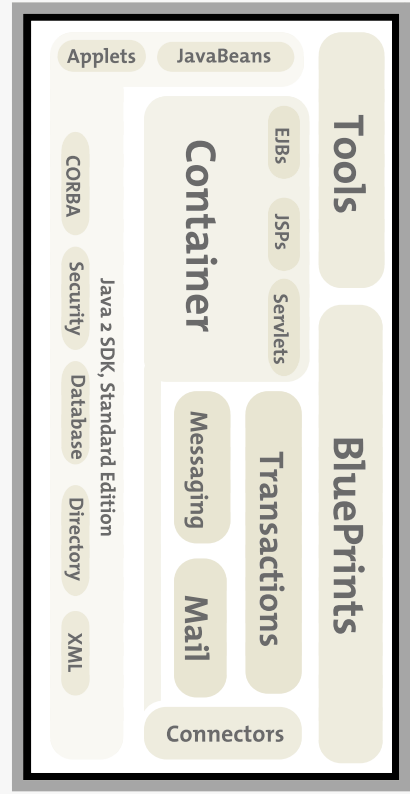 Applets
JavaBeans
Tools
BluePrints
EJBs
JSPs
Servlets
Container
Transactions
Messaging
Mail
Connectors
Java 2 SDK, Standard Edition
CORBA
Security
Database
Directory
XML